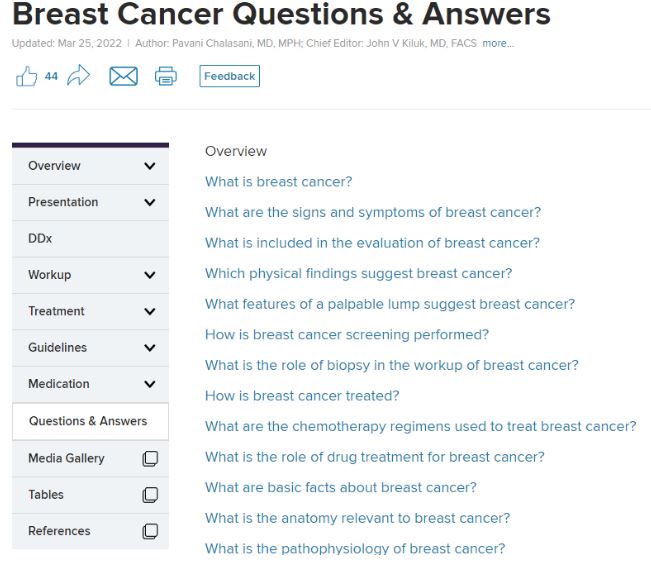 Breast Cancer Questions & Answers
Updated: Mar 25, 2022 | Author: Pavani Chalasani, MD, MPH; Chief Editor: John V Kiluk, MD, FACS more...
44
Feedback
Overview
Presentation
DDx
Workup
Treatment
Guidelines
Medication
Questions & Answers
Media Gallery
Tables
References
Overview
What is breast cancer?
What are the signs and symptoms of breast cancer?
What is included in the evaluation of breast cancer?
Which physical findings suggest breast cancer?
What features of a palpable lump suggest breast cancer?
How is breast cancer screening performed?
What is the role of biopsy in the workup of breast cancer?
How is breast cancer treated?
What are the chemotherapy regimens used to treat breast cancer?
What is the role of drug treatment for breast cancer?
What are basic facts about breast cancer?
What is the anatomy relevant to breast cancer?
What is the pathophysiology of breast cancer?